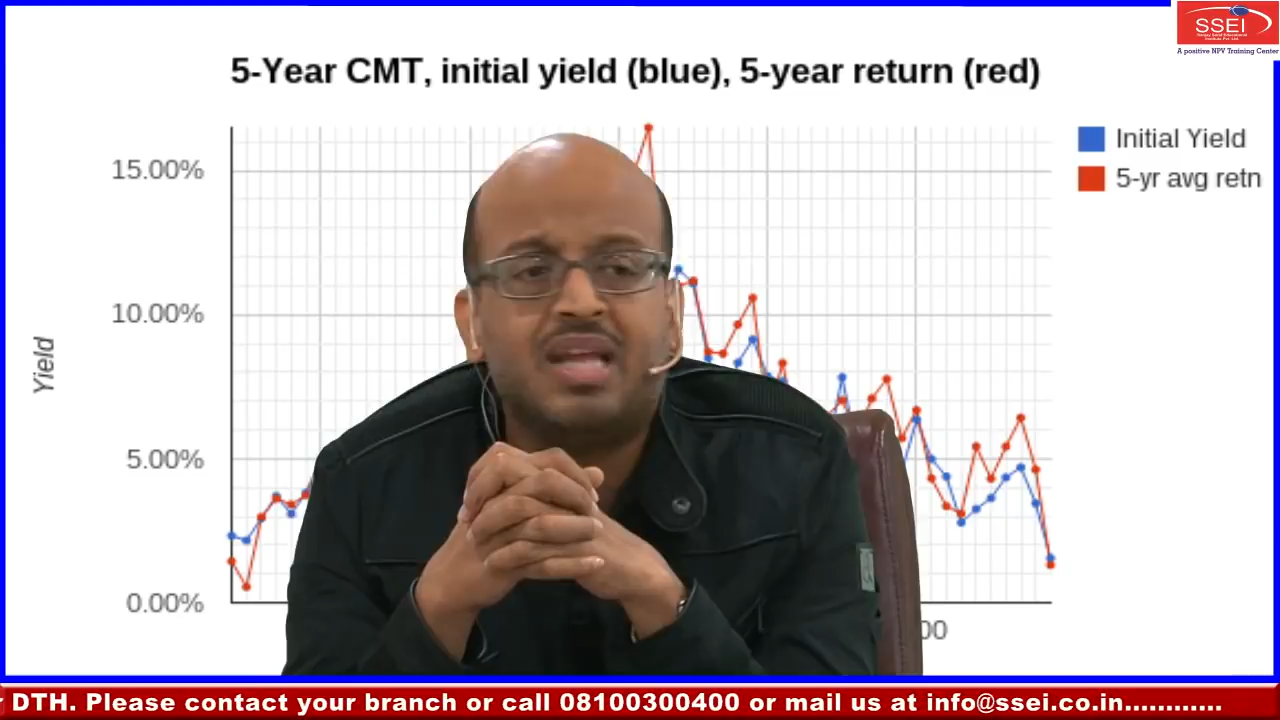 SSEI
A positive NPV Training Center
5-Year CMT, initial yield (blue), 5-year return (red)
Initial Yield
5-yr avg retn
15.00%
10.00%
5.00%
0.00%
Yield
00
DTH. Please contact your branch or call 08100300400 or mail us at info@ssei.co.in............